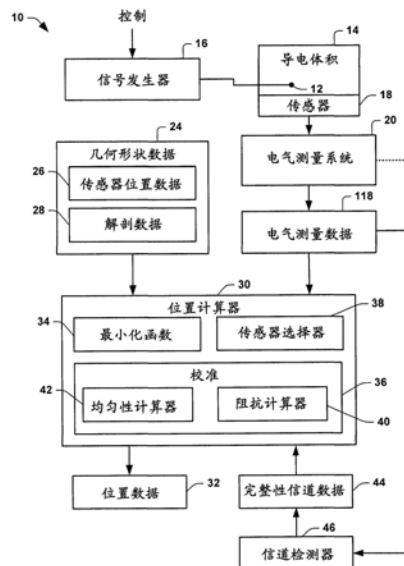 10
控制
16
信号发生器
14
导电体积
12
传感器
18
20
电气测量系统
24
几何形状数据
26
传感器位置数据
28
解剖数据
118
电气测量数据
30
位置计算器
34
最小化函数
38
传感器选择器
校准
36
42
均匀性计算器
阻抗计算器
40
位置数据
32
完整性信道数据
44
46
信道检测器